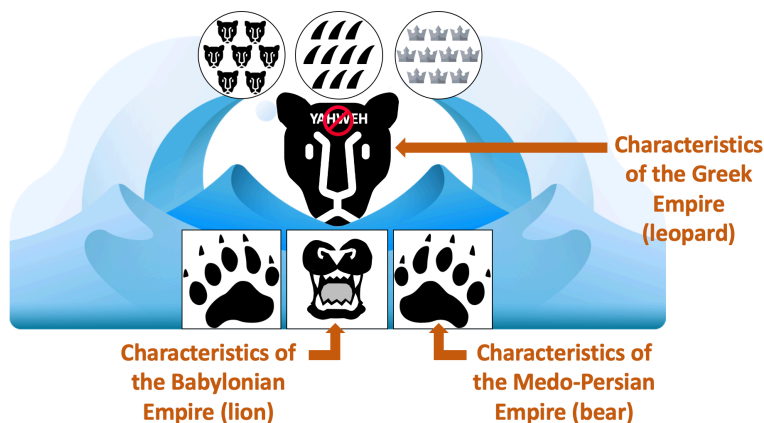 YAHWEH
Characteristics
of the Greek
Empire
(leopard)
Characteristics of
the Babylonian
Empire (lion)
Characteristics of
the Medo-Persian
Empire (bear)